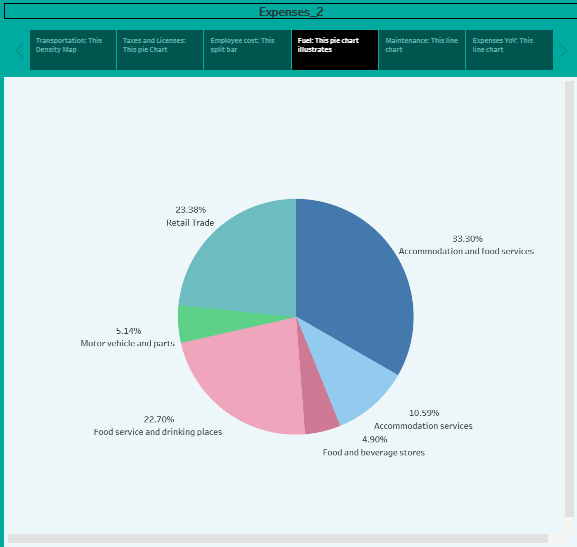 Expenses_2
Transportation: This
Density Map
Taxes and Licenses:
This pie Chart
Employee cost: This
split bar
Fuel: This pie chart
illustrates
Maintenance: This line
chart
Expenses YoY: This
line chart
23.38%
Retail Trade
33.30%
Accommodation and food services
5.14%
Motor vehicle and parts
22.70%
Food service and drinking places
10.59%
Accommodation services
4.90%
Food and beverage stores